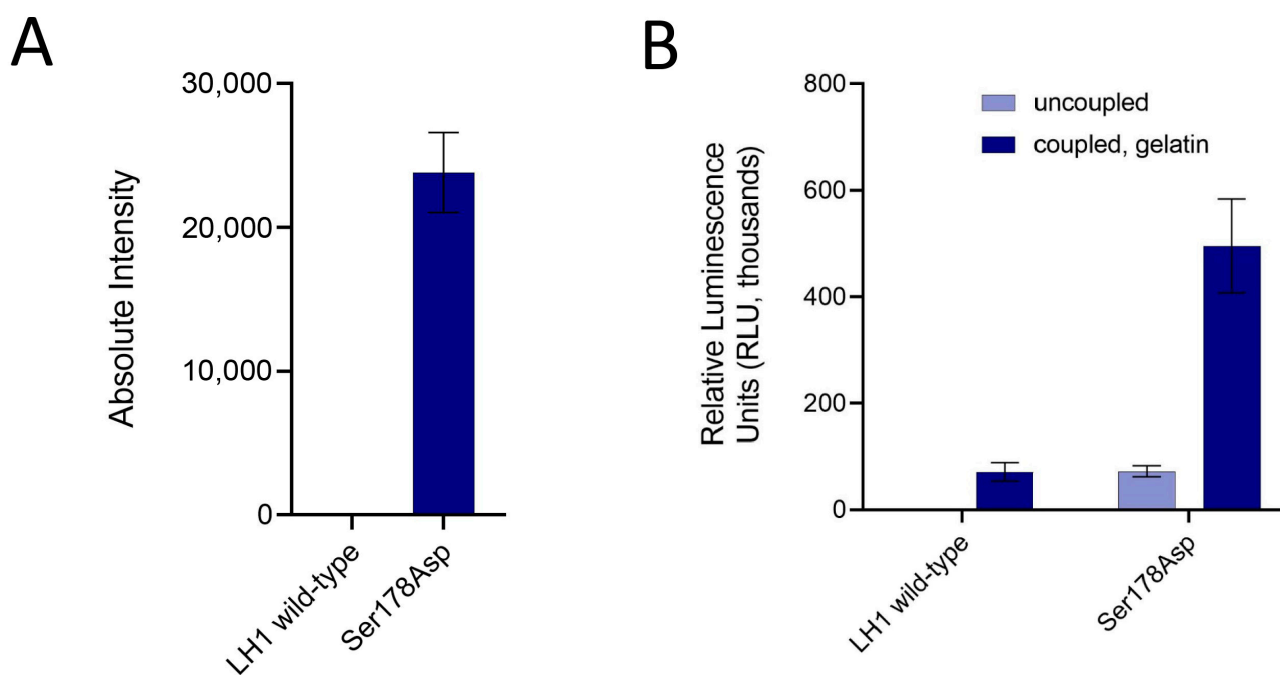 A
Absolute Intensity
30,000
20,000
10,000
0
LH1 wild-type
Ser178Asp
B
Relative Luminescence
Units (RLU, thousands)
800
600
400
200
0
uncoupled
coupled, gelatin
LH1 wild-type
Ser178Asp